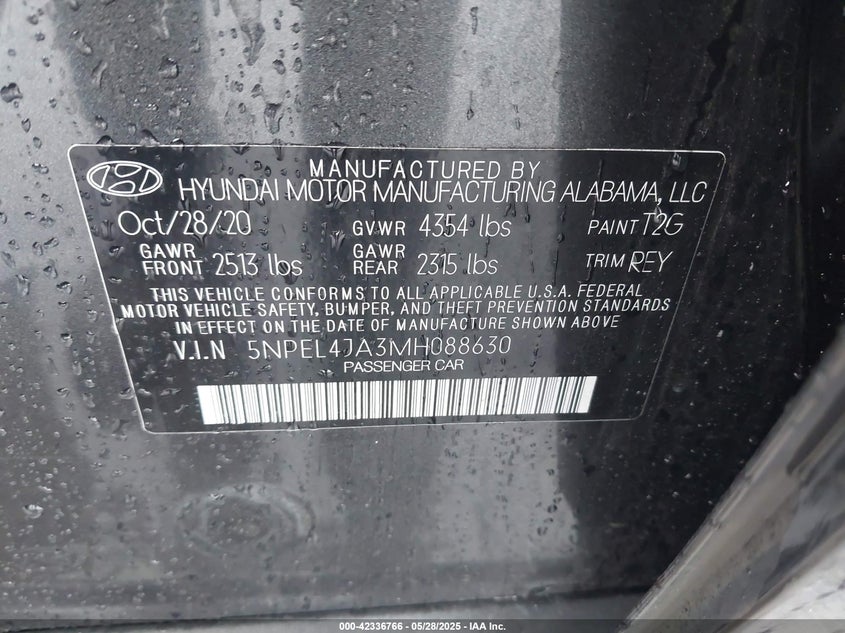 MANUFACTURED BY
HYUNDAI MOTOR MANUFACTURING ALABAMA, LLC
Oct/28/20 GVWR 4354 lbs PAINT T2G
GAWR FRONT 2513 lbs GAWR REAR 2315 lbs TRIM REY
THIS VEHICLE CONFORMS TO ALL APPLICABLE U.S.A. FEDERAL
MOTOR VEHICLE SAFETY, BUMPER, AND THEFT PREVENTION STANDARDS
IN EFFECT ON THE DATE OF MANUFACTURE SHOWN ABOVE
V.I.N 5NPEL4JA3MH088630
PASSENGER CAR
000-42336766 - 05/28/2025 - IAA Inc.